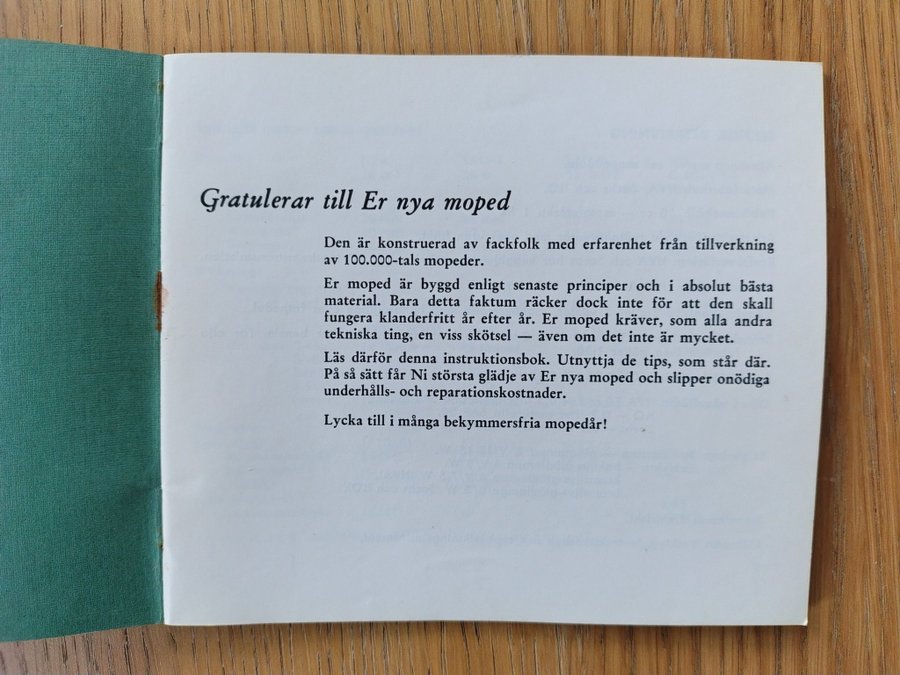 Gratulerar till Er nya moped
Den är konstruerad av fackfolk med erfarenhet från tillverkning
av 100.000-tals mopeder.
Er moped är byggd enligt senaste principer och i absolut bästa
material. Bara detta faktum räcker dock inte för att den skall
fungera klanderfritt år efter år. Er moped kräver, som alla andra
tekniska ting, en viss skötsel — även om det inte är mycket.
Läs därför denna instruktionsbok. Utnyttja de tips, som står där.
På så sätt får Ni största glädje av Er nya moped och slipper onödiga
underhålls- och reparationskostnader.
Lycka till i många bekymmersfria mopedår!